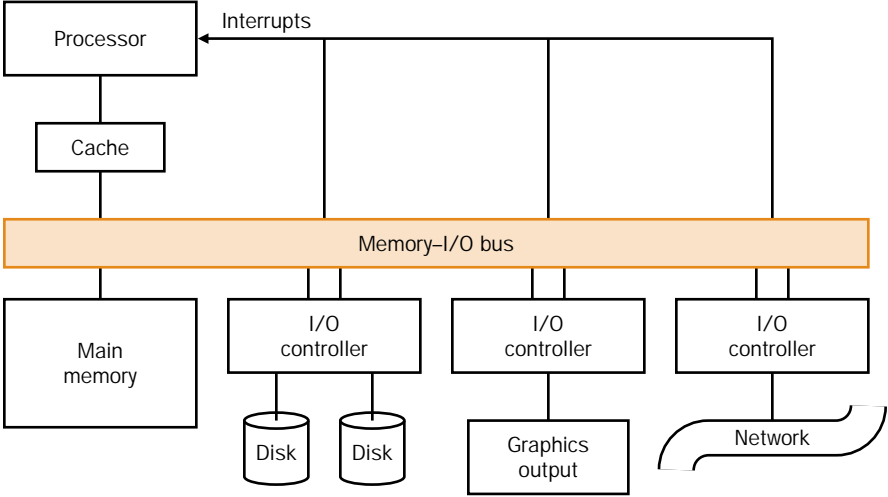 Interrupts
Processor
Cache
Memory–I/O bus
Main
memory
I/O
controller
I/O
controller
I/O
controller
Disk
Disk
Graphics
output
Network